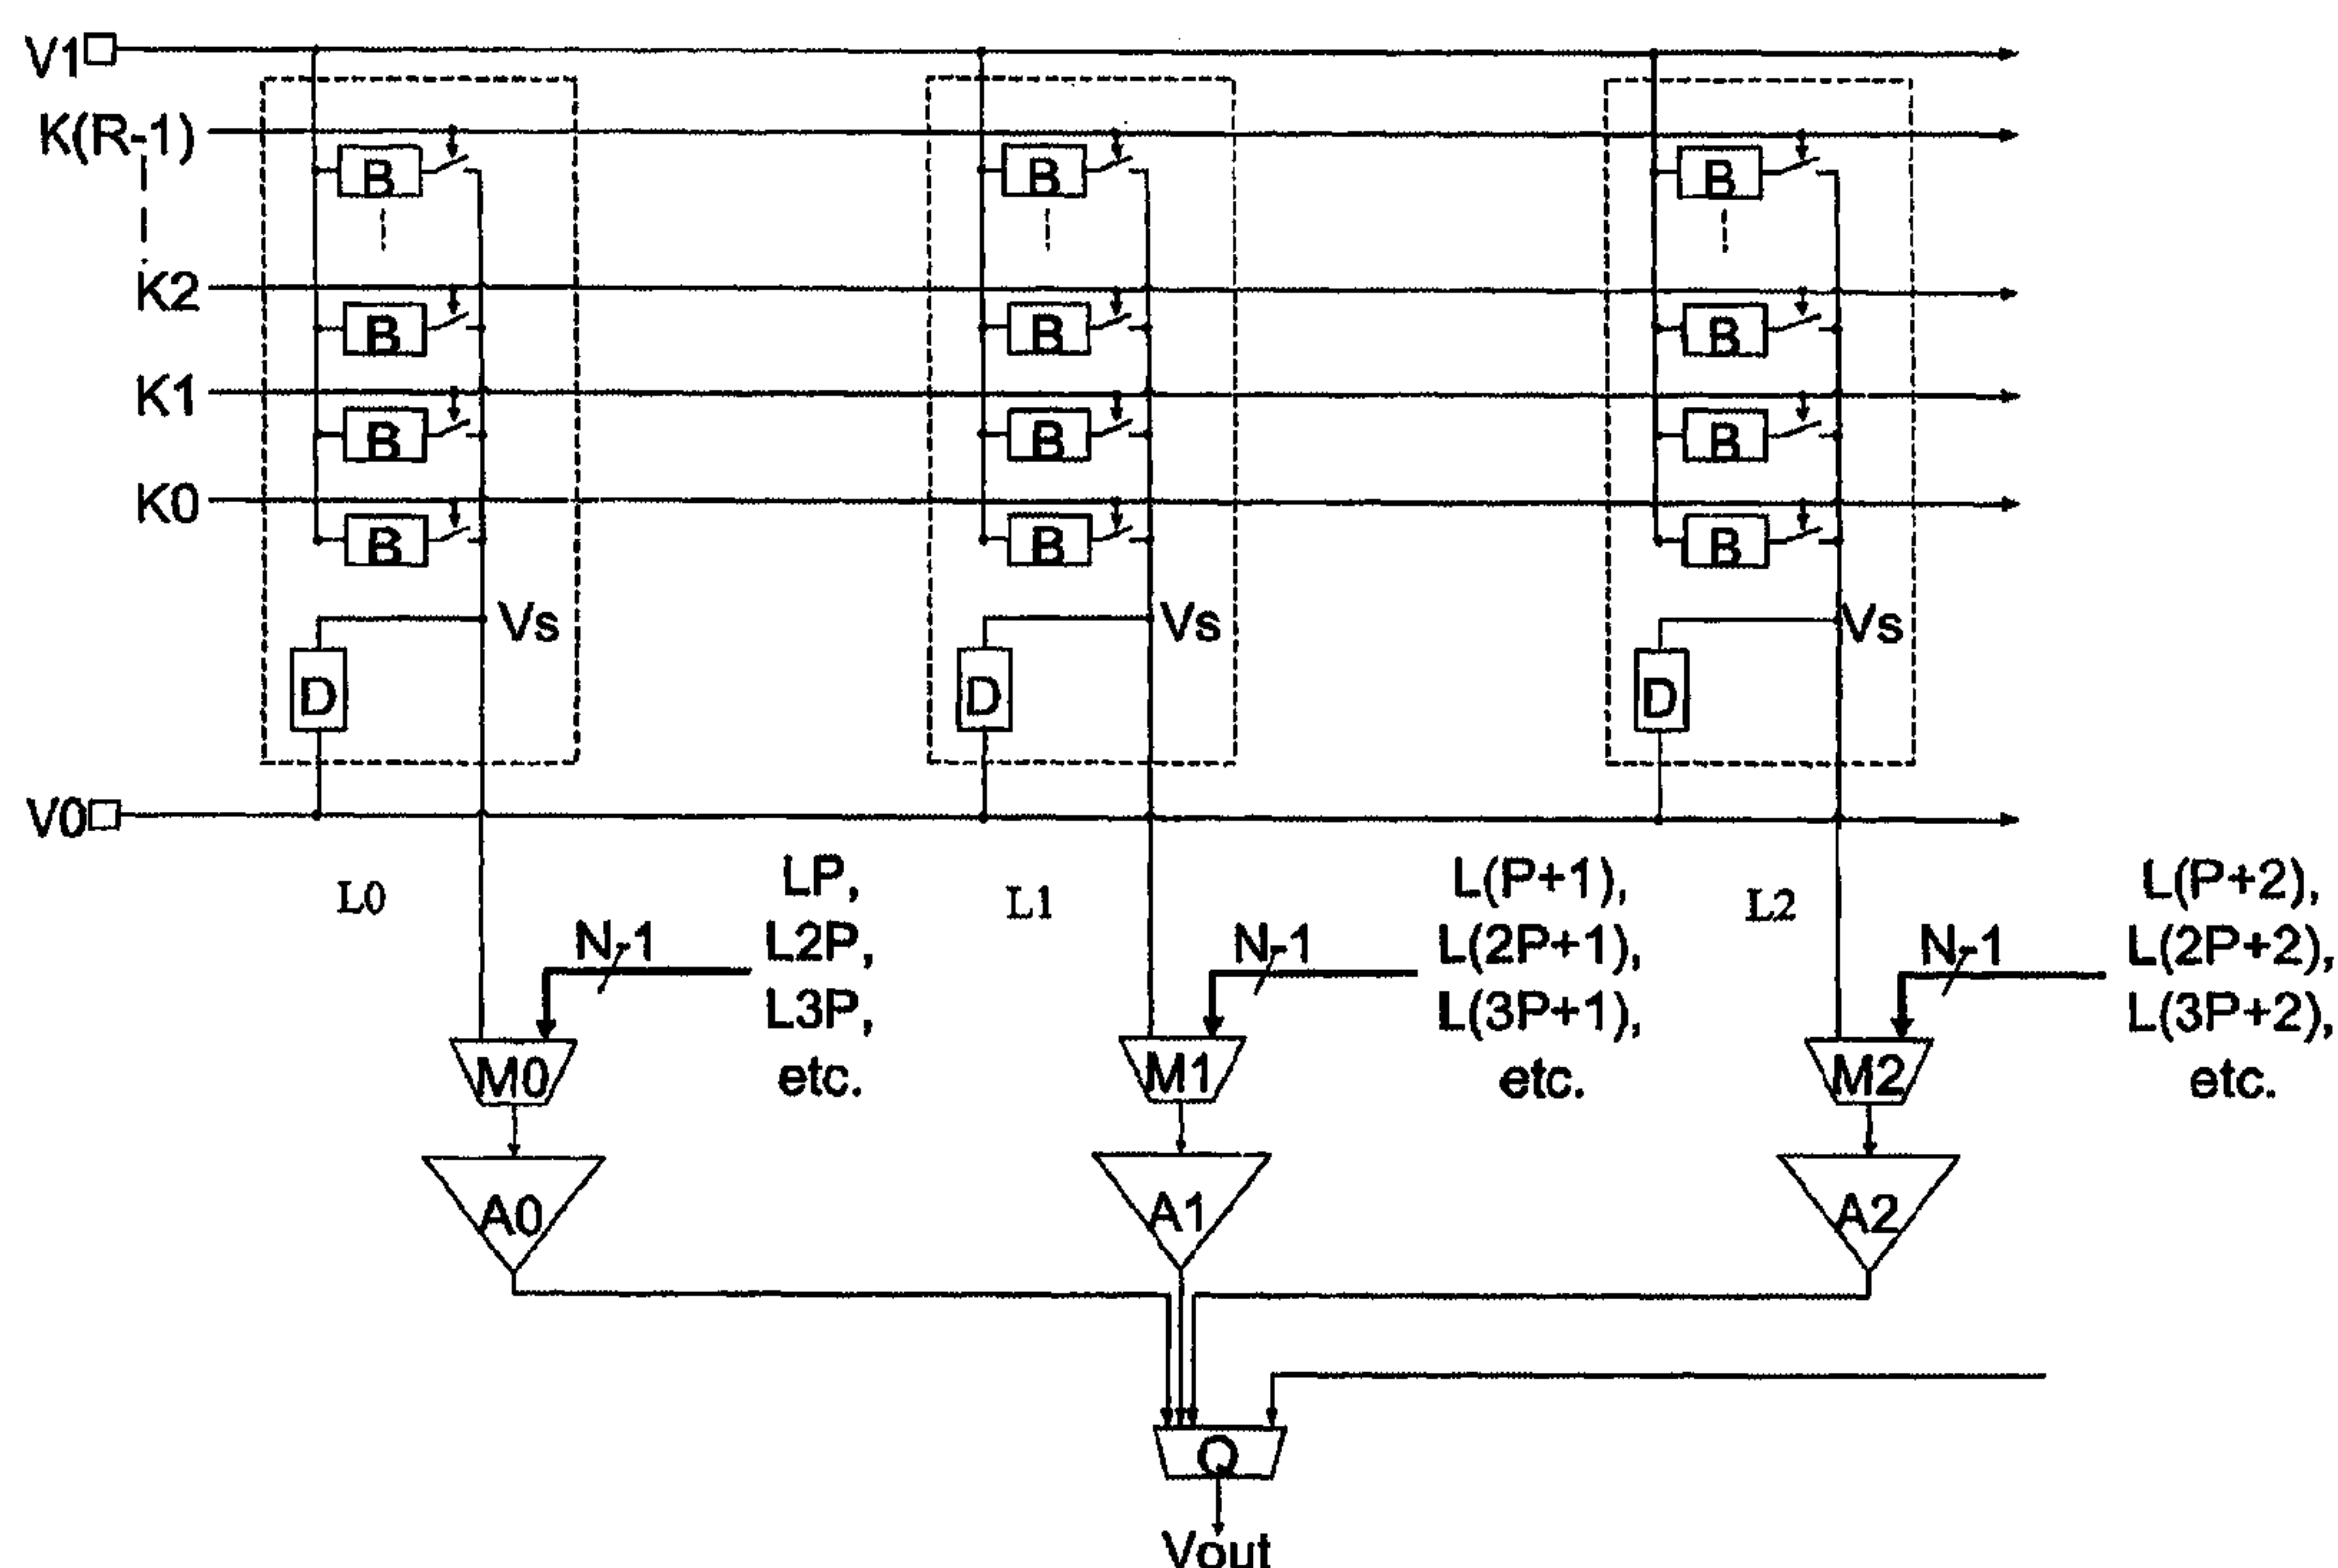 V1
K(R-1)
B B B
K2
B B B
K1
B B B
K0
B B B
Vs Vs Vs
D D D
V0
L0 L1 L2
LP,
L2P,
L3P,
etc.
L(P+1),
L(2P+1),
L(3P+1),
etc.
L(P+2),
L(2P+2),
L(3P+2),
etc.
N-1 N-1 N-1
M0 M1 M2
A0 A1 A2
Q
Vout